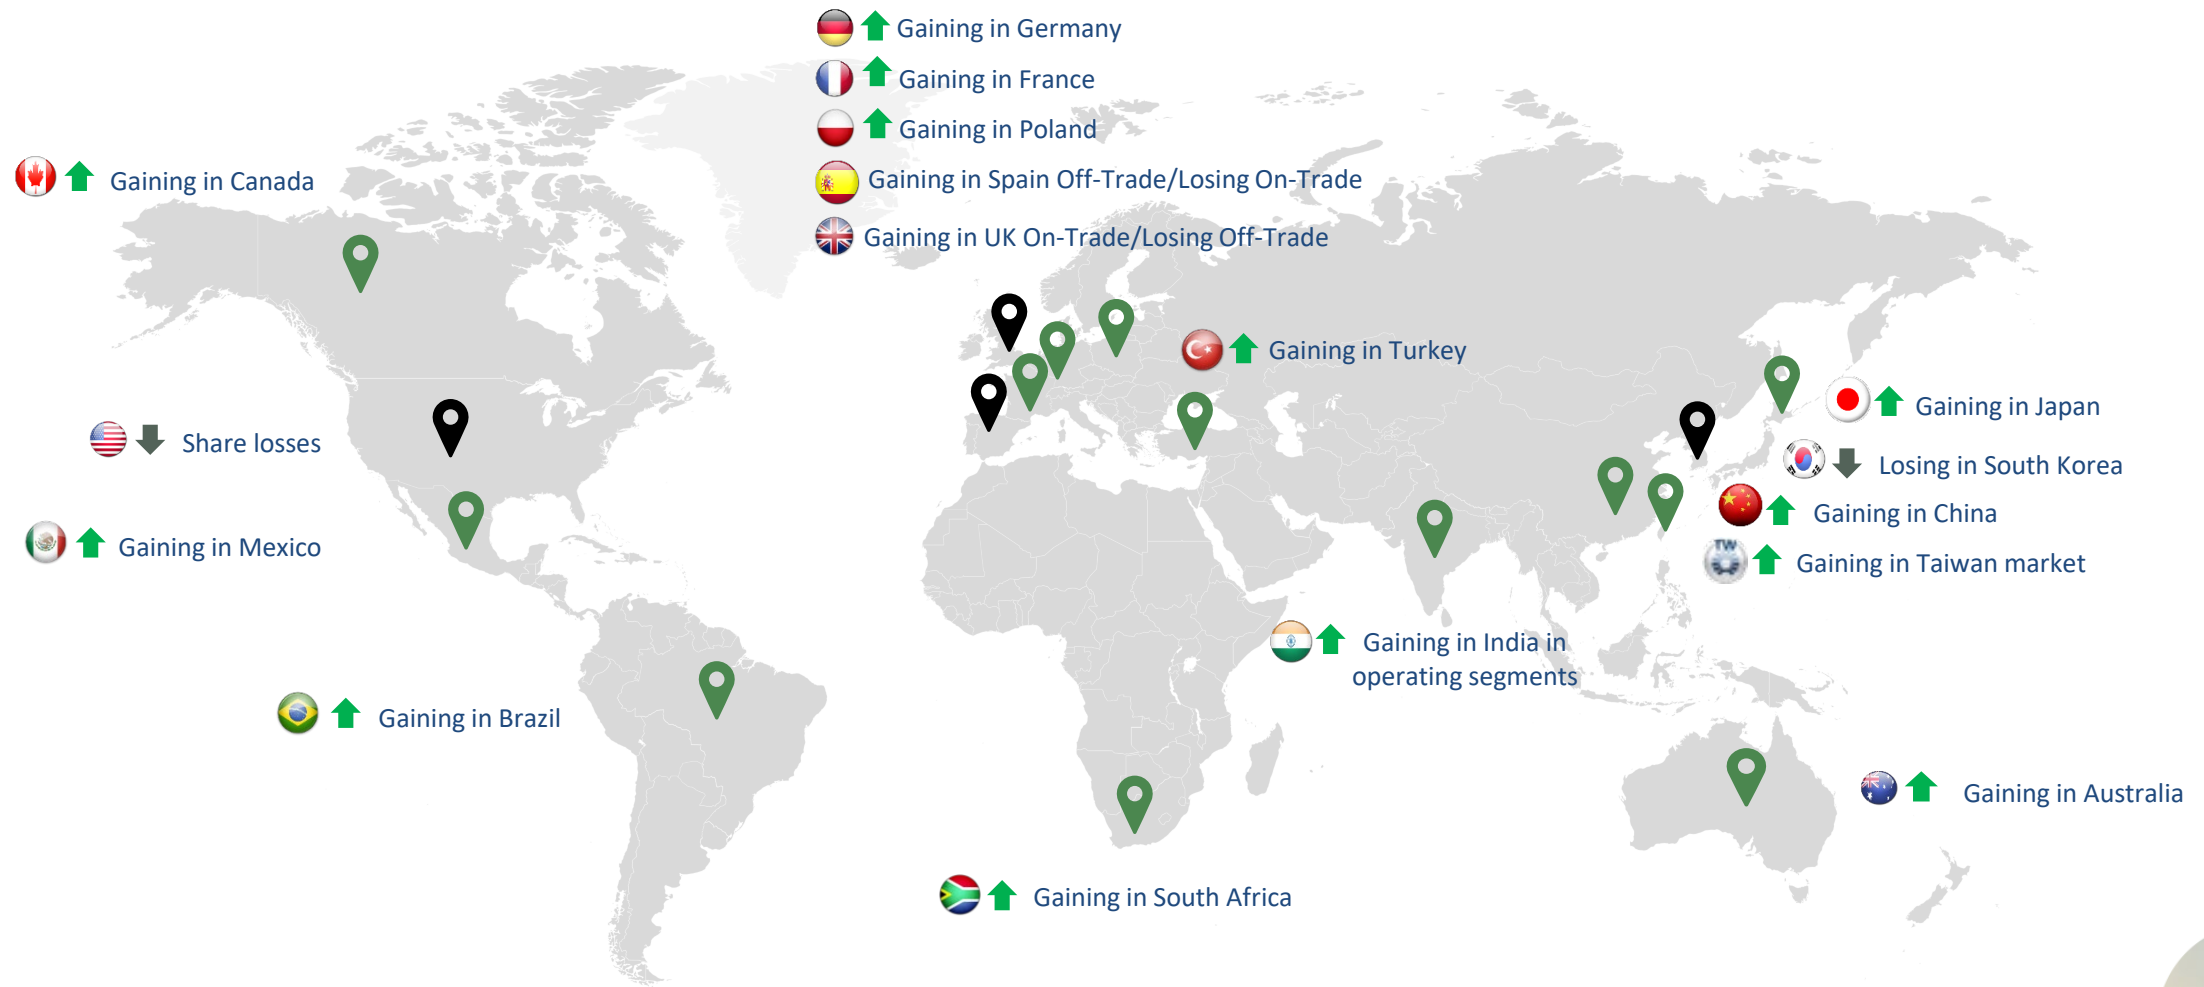 Gaining in Germany
Gaining in France
Gaining in Poland
Gaining in Spain Off-Trade/Losing On-Trade
Gaining in UK On-Trade/Losing Off-Trade
Gaining in Canada
Gaining in Turkey
Gaining in Japan
Share losses
Losing in South Korea
Gaining in China
Gaining in Mexico
TW
Gaining in Taiwan market
Gaining in India in
operating segments
Gaining in Brazil
Gaining in Australia
Gaining in South Africa